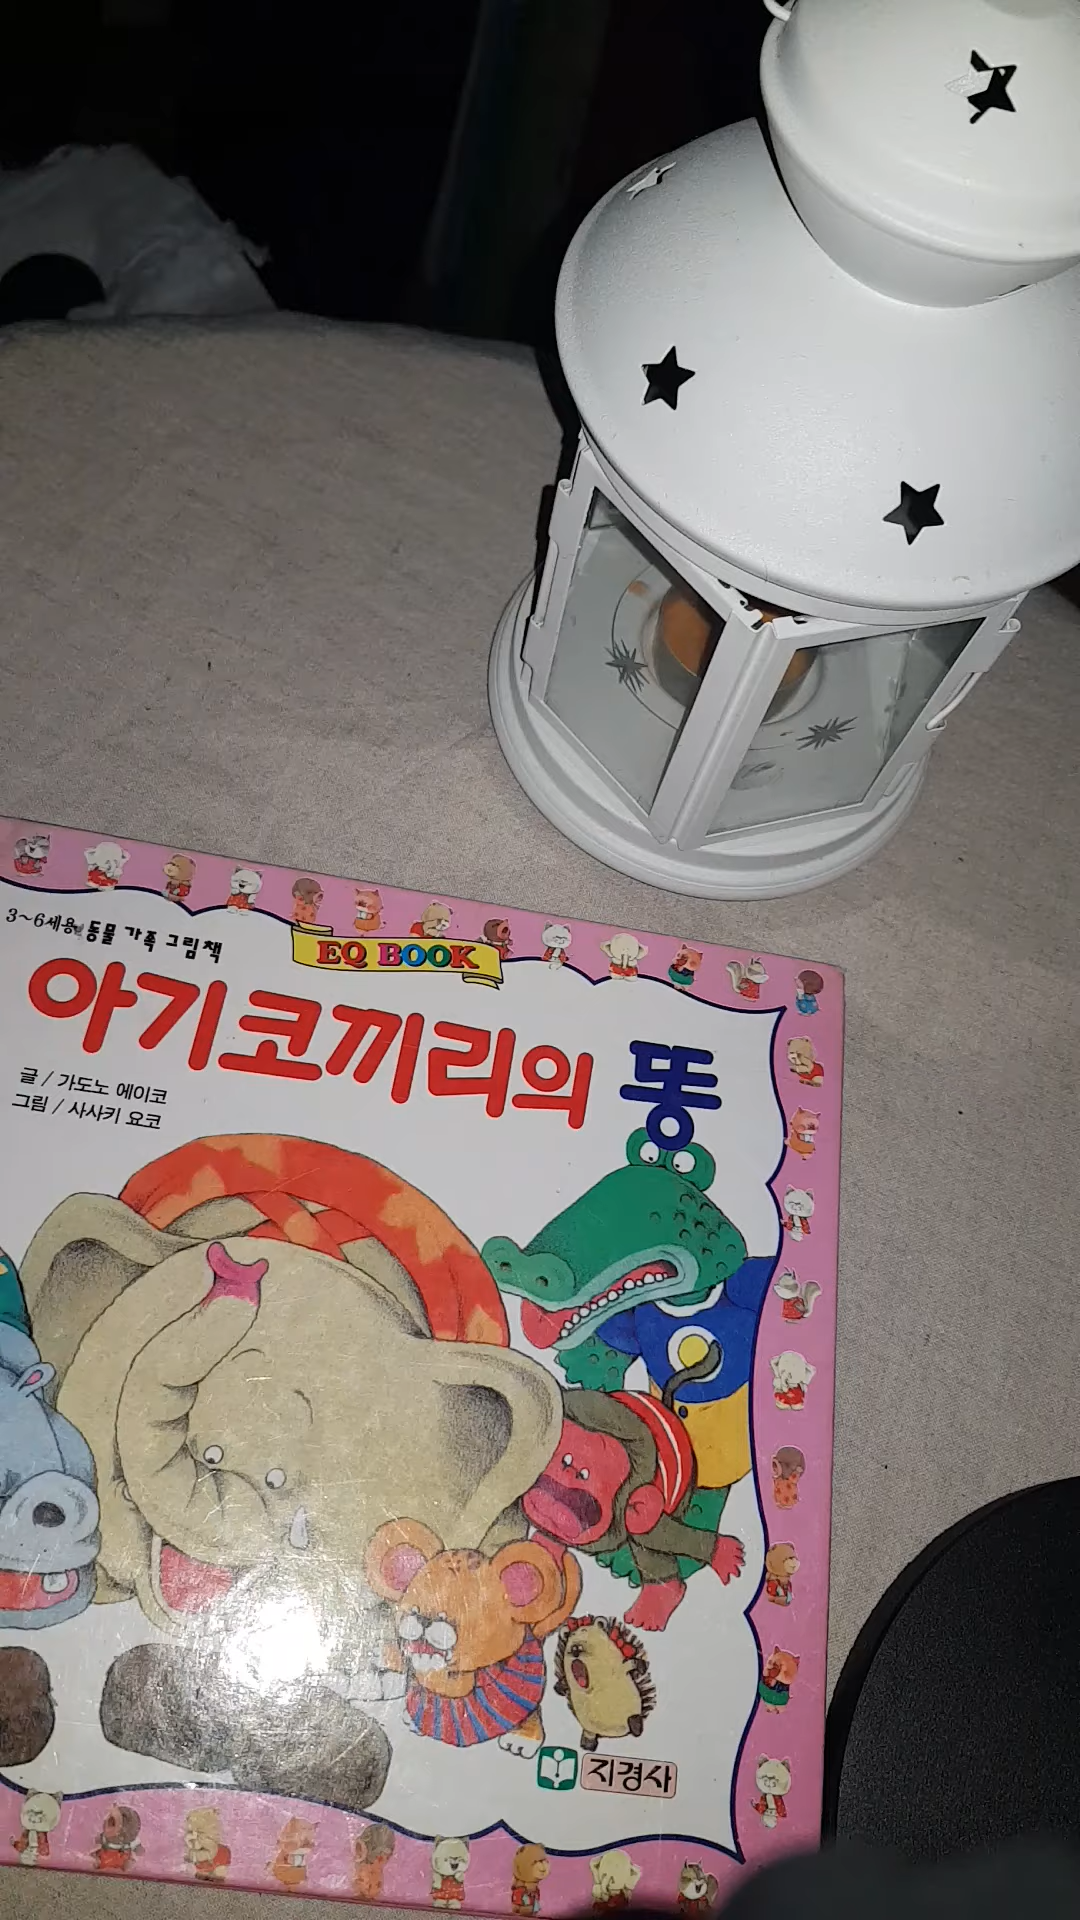 3~6세용 동물 가족 그림책
EQ BOOK
아기코끼리의 똥
글 / 가도노 에이코
그림 / 사사키 요코
지경사